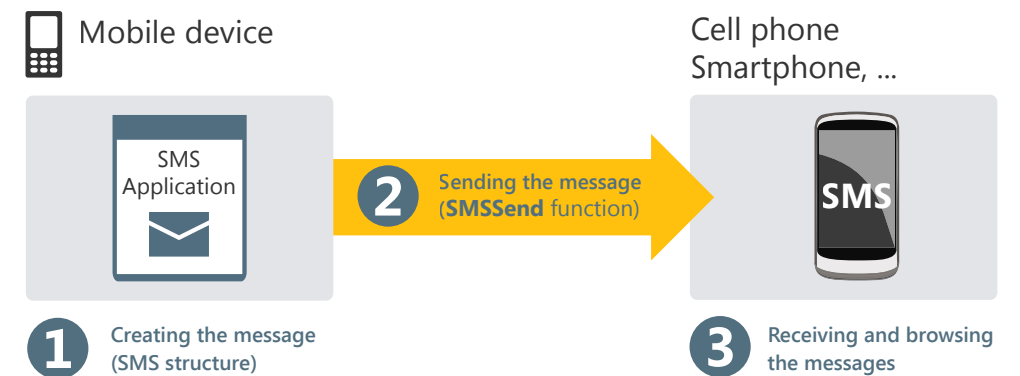 Mobile device
Cell phone
Smartphone, ...
SMS
Application
2
Sending the message
(SMSSend function)
SMS
1
Creating the message
(SMS structure)
3
Receiving and browsing
the messages